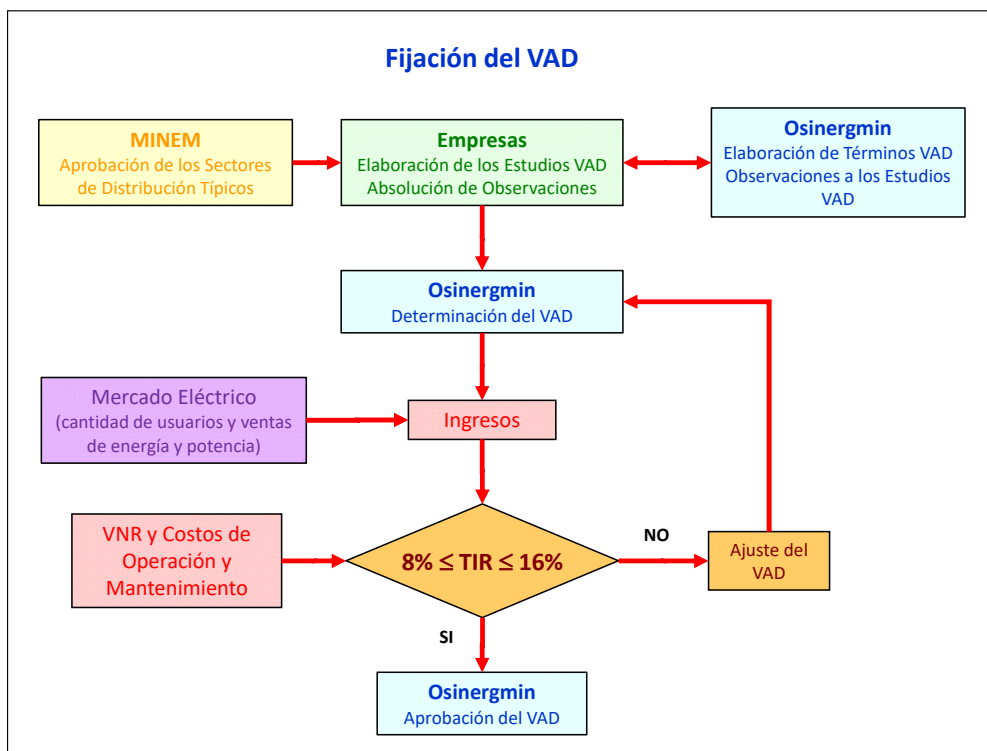 Fijación del VAD
MINEM
Aprobación de los Sectores
de Distribución Típicos
Empresas
Elaboración de los Estudios VAD
Absolución de Observaciones
Osinergmin
Elaboración de Términos VAD
Observaciones a los Estudios
VAD
Osinergmin
Determinación del VAD
Mercado Eléctrico
(cantidad de usuarios y ventas
de energía y potencia)
Ingresos
VNR y Costos de
Operación y
Mantenimiento
8% ≤ TIR ≤ 16%
NO
Ajuste del
VAD
SI
Osinergmin
Aprobación del VAD